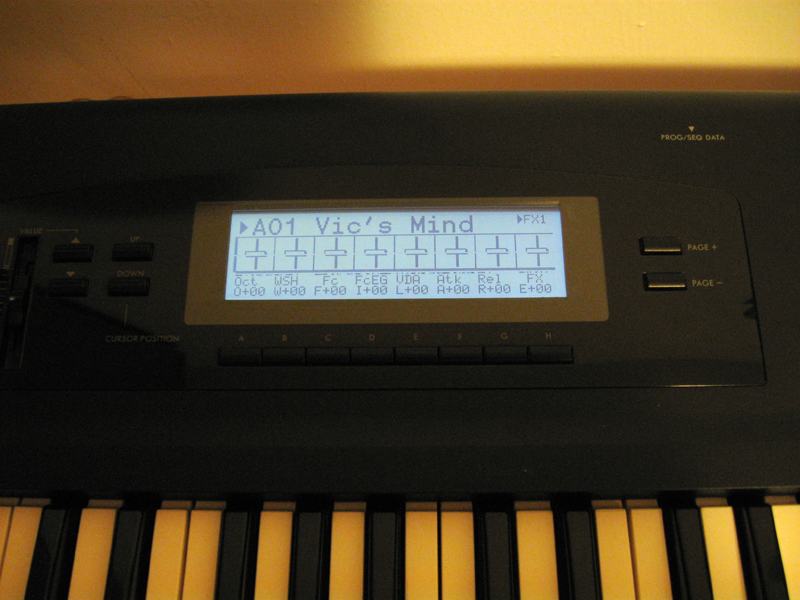 PROG/SEQ DATA
VALUE
UP
DOWN
CURSOR POSITION
A01 Vic's Mind
FX1
Oct WSH Fc FcEG VDA Atk Rel FX
O+00 W+00 F+00 I+00 L+00 A+00 R+00 E+00
PAGE +
PAGE −
A B C D E F G H